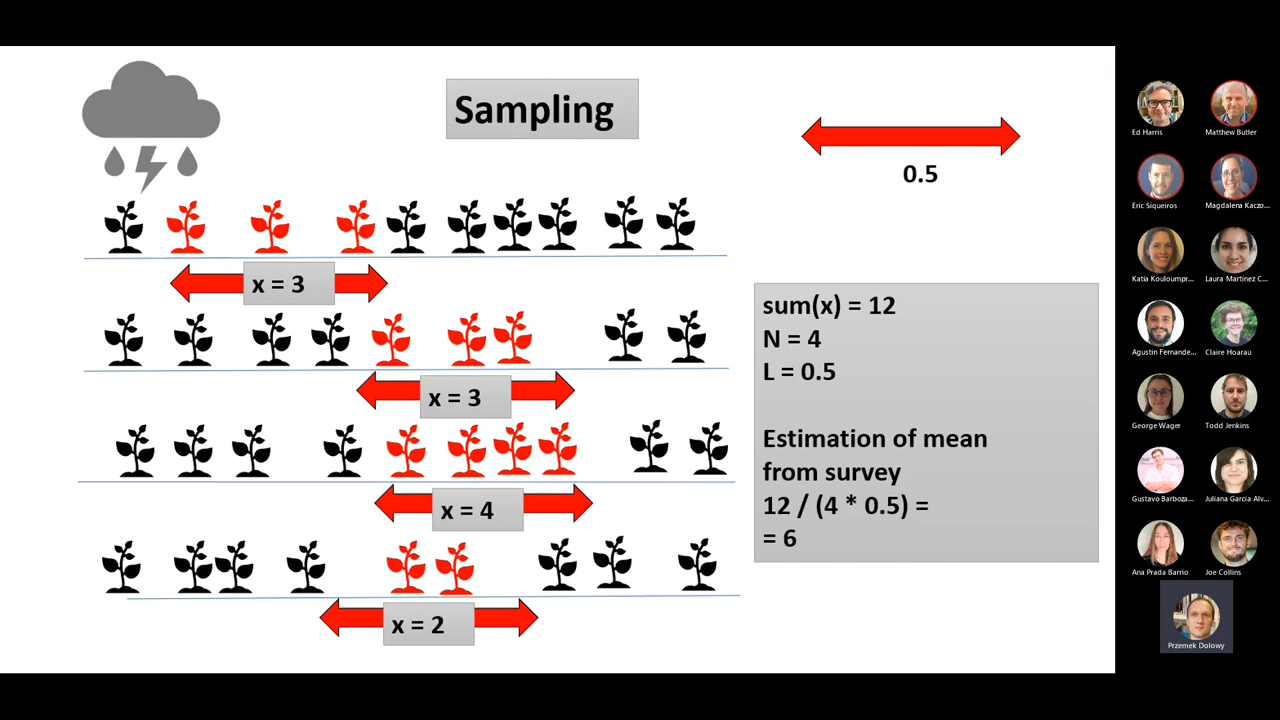 Sampling
0.5
x = 3
x = 3
x = 4
x = 2
sum(x) = 12
N = 4
L = 0.5
Estimation of mean
from survey
12 / (4 * 0.5) =
= 6
Ed Harris
Matthew Butler
Eric Siqueiros
Magdalena Kaczo...
Katia Kouloumpr...
Laura Martinez C...
Agustin Fernande...
Claire Hoarau
George Wager
Todd Jenkins
Gustavo Barboza...
Juliana Garcia Alv...
Ana Prada Barrio
Joe Collins
Przemek Dolowy